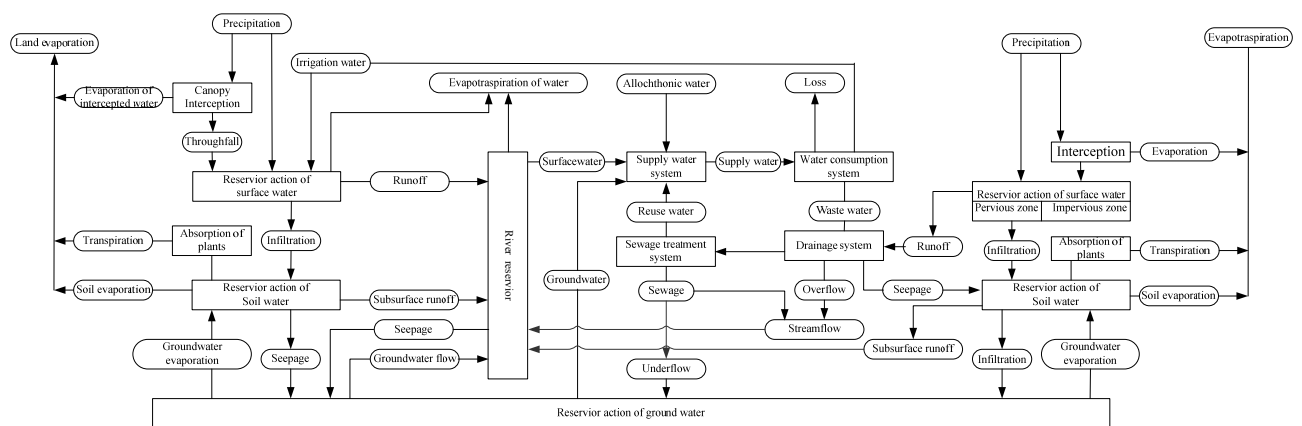 Precipitation
Land evaporation
Irrigation water
Evapotraspiration of water
Allochthonic water
Loss
Precipitation
Evapotraspiration
Evaporation of
intercepted water
Canopy
Interception
Throughfall
Reservior action of
surface water
Runoff
Surfacewater
Supply water
system
Supply water
Water consumption
system
Interception
Evaporation
Reservior action of surface water
Pervious zone
Impervious zone
Reuse water
Waste water
Transpiration
Absorption of
plants
Infiltration
River reservior
Sewage treatment
system
Drainage system
Runoff
Infiltration
Absorption of
plants
Transpiration
Soil evaporation
Reservior action of
Soil water
Subsurface runoff
Groundwater
Sewage
Overflow
Seepage
Reservior action of
Soil water
Soil evaporation
Seepage
Streamflow
Groundwater
evaporation
Seepage
Groundwater flow
Underflow
Subsurface runoff
Infiltration
Groundwater
evaporation
Reservior action of ground water